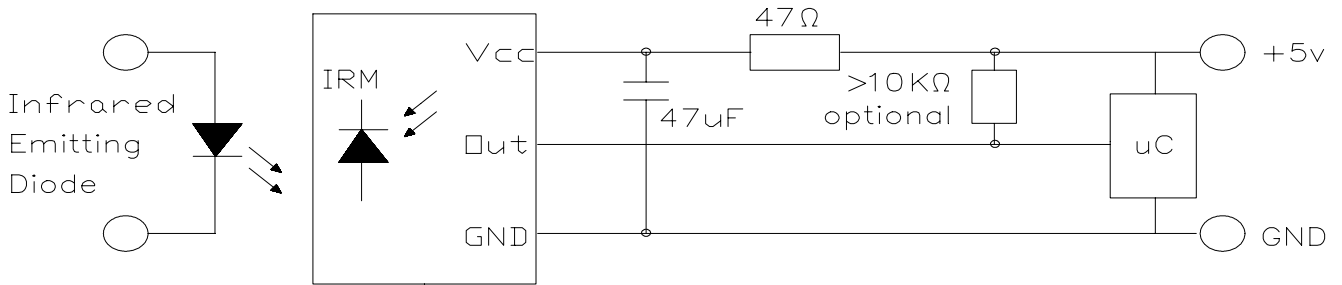 Infrared
Emitting
Diode
IRM
Vcc
Out
GND
47uF
47Ω
>10KΩ
optional
uC
+5v
GND